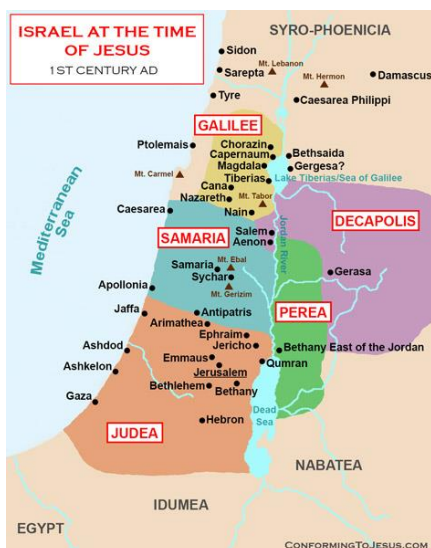 ISRAEL AT THE TIME
OF JESUS
1ST CENTURY AD
SYRO-PHOENICIA
Sidon
Mt. Lebanon
Sarepta
Mt. Hermon
Damascus
Tyre
Caesarea Philippi
GALILEE
Ptolemais
Chorazin
Capernaum
Bethsaida
Magdala
Gergesa?
Mt. Carmel
Tiberias
Lake Tiberias/Sea of Galilee
Cana
Nazareth
Mt. Tabor
Caesarea
Nain
Mediterranean
Sea
DECAPOLIS
SAMARIA
Salem
Aenon
Jordan River
Mt. Ebal
Samaria
Sychar
Gerasa
Mt. Gerizim
Apollonia
PEREA
Jaffa
Antipatris
Arimathea
Ephraim
Jericho
Bethany East of the Jordan
Ashdod
Emmaus
Qumran
Ashkelon
Jerusalem
Bethlehem
Bethany
Gaza
Dead
Sea
Hebron
JUDEA
NABATEA
IDUMEA
EGYPT
CONFORMINGTOJESUS.COM